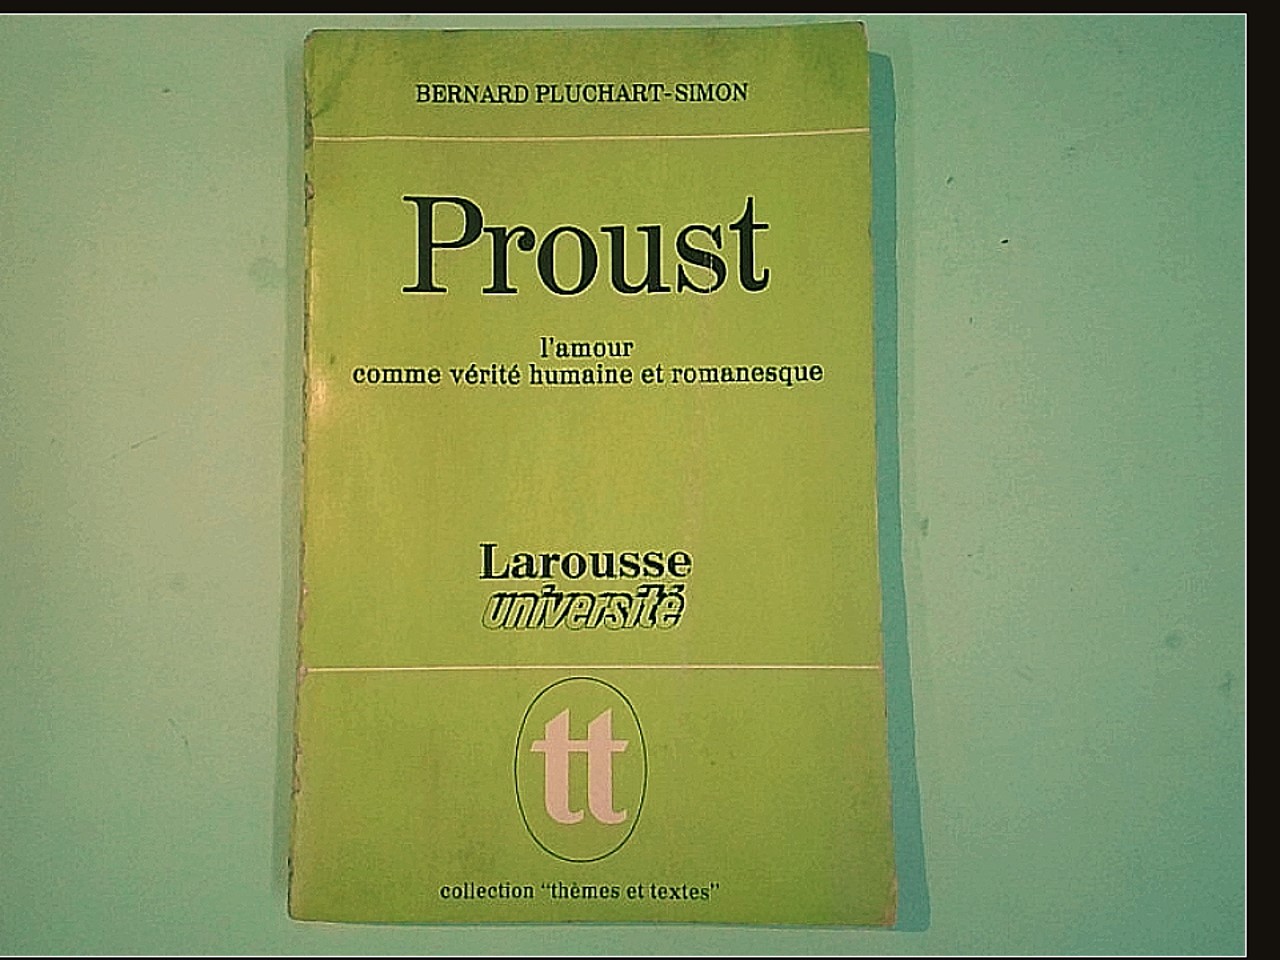 BERNARD PLUCHART-SIMON
Proust
l'amour
comme vérité humaine et romanesque
Larousse
université
tt
collection "thèmes et textes"